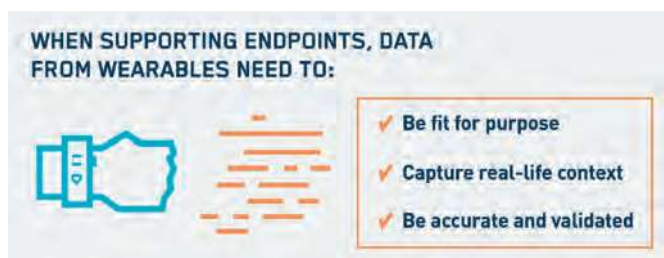 WHEN SUPPORTING ENDPOINTS, DATA
FROM WEARABLES NEED TO:
✓ Be fit for purpose
✓ Capture real-life context
✓ Be accurate and validated